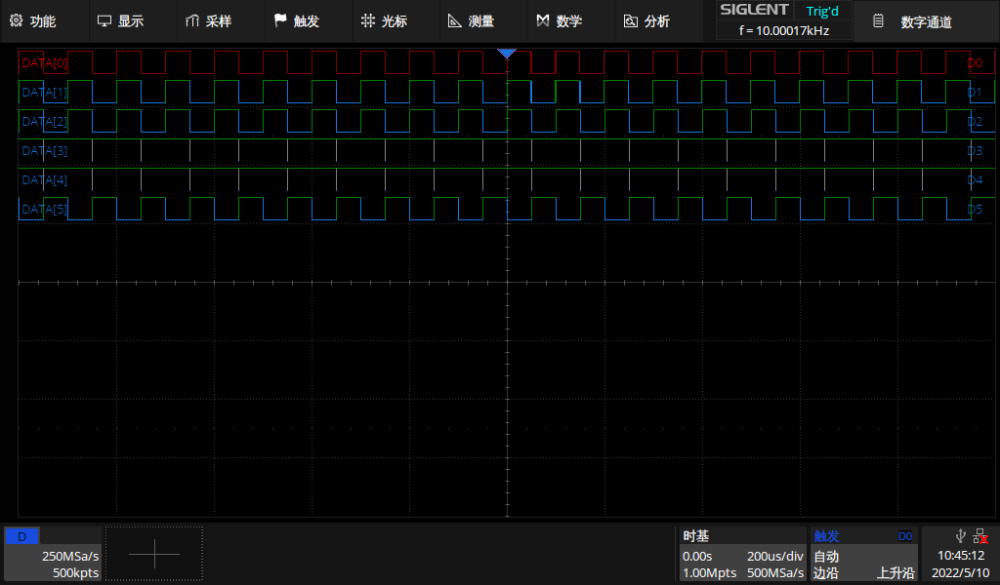 功能 显示 采样 触发 光标 测量 数学 分析 SIGLENT Trig'd 数字通道
f = 10.00017kHz
DATA[0] D0
DATA[1] D1
DATA[2] D2
DATA[3] D3
DATA[4] D4
DATA[5] D5
D 时基 触发 D0
250MSa/s 0.00s 200us/div 自动 10:45:12
500kpts 1.00Mpts 500MSa/s 边沿 上升沿 2022/5/10